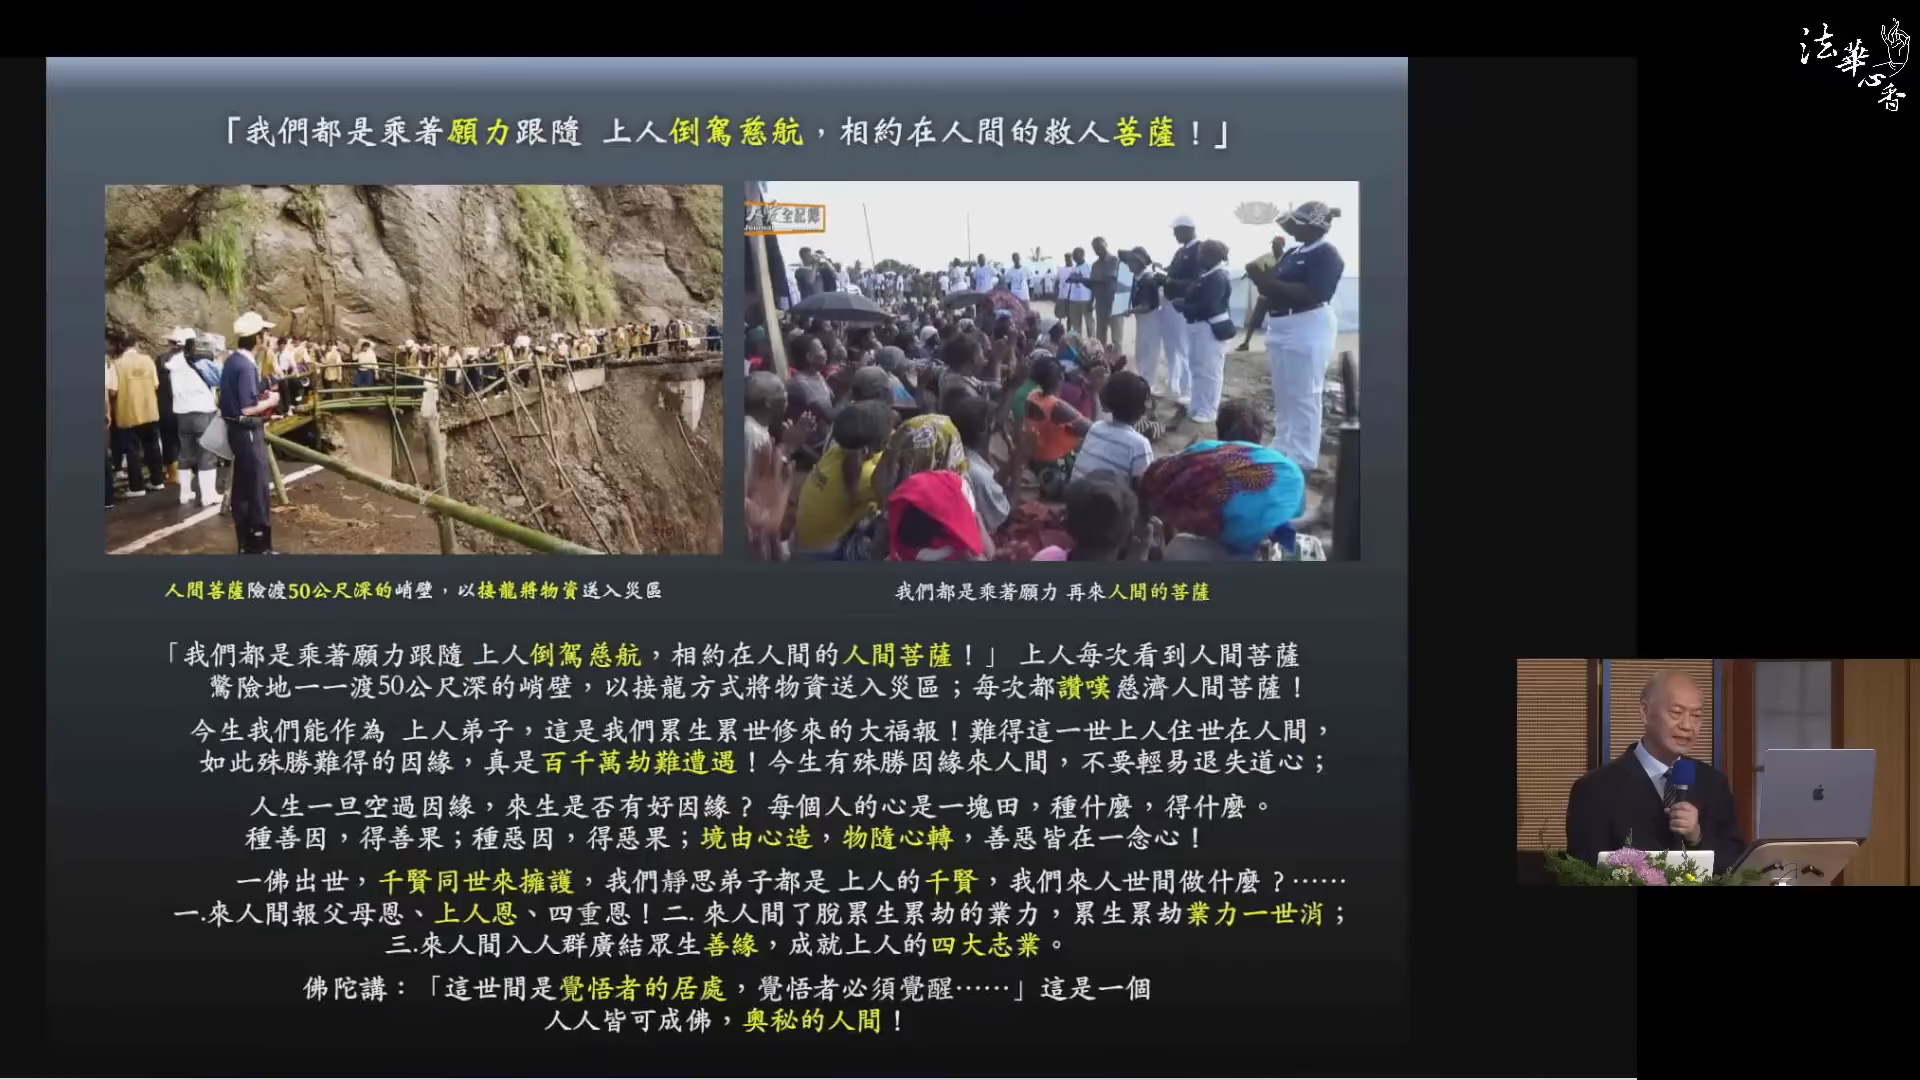 法華心香
「我們都是乘著願力跟隨 上人倒駕慈航，相約在人間的救人菩薩！」
全記錄
Journal
人間菩薩險渡50公尺深的峭壁，以接龍將物資送入災區
我們都是乘著願力 再來人間的菩薩
「我們都是乘著願力跟隨 上人倒駕慈航，相約在人間的人間菩薩！」 上人每次看到人間菩薩
驚險地一一渡50公尺深的峭壁，以接龍方式將物資送入災區；每次都讚嘆慈濟人間菩薩！
今生我們能作為 上人弟子，這是我們累生累世修來的大福報！難得這一世上人住世在人間，
如此殊勝難得的因緣，真是百千萬劫難遭遇！今生有殊勝因緣來人間，不要輕易退失道心；
人生一旦空過因緣，來生是否有好因緣？ 每個人的心是一塊田，種什麼，得什麼。
種善因，得善果；種惡因，得惡果；境由心造，物隨心轉，善惡皆在一念心！
一佛出世，千賢同世來擁護，我們靜思弟子都是 上人的千賢，我們來人世間做什麼？⋯⋯
一.來人間報父母恩、上人恩、四重恩！二. 來人間了脫累生累劫的業力，累生累劫業力一世消；
三.來人間入人群廣結眾生善緣，成就上人的四大志業。
佛陀講：「這世間是覺悟者的居處，覺悟者必須覺醒⋯⋯」這是一個
人人皆可成佛，奧秘的人間！